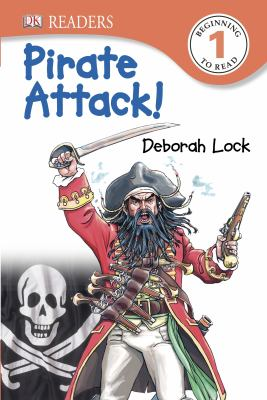 DK READERS
BEGINNING
1
TO READ
Pirate
Attack!
Deborah Lock